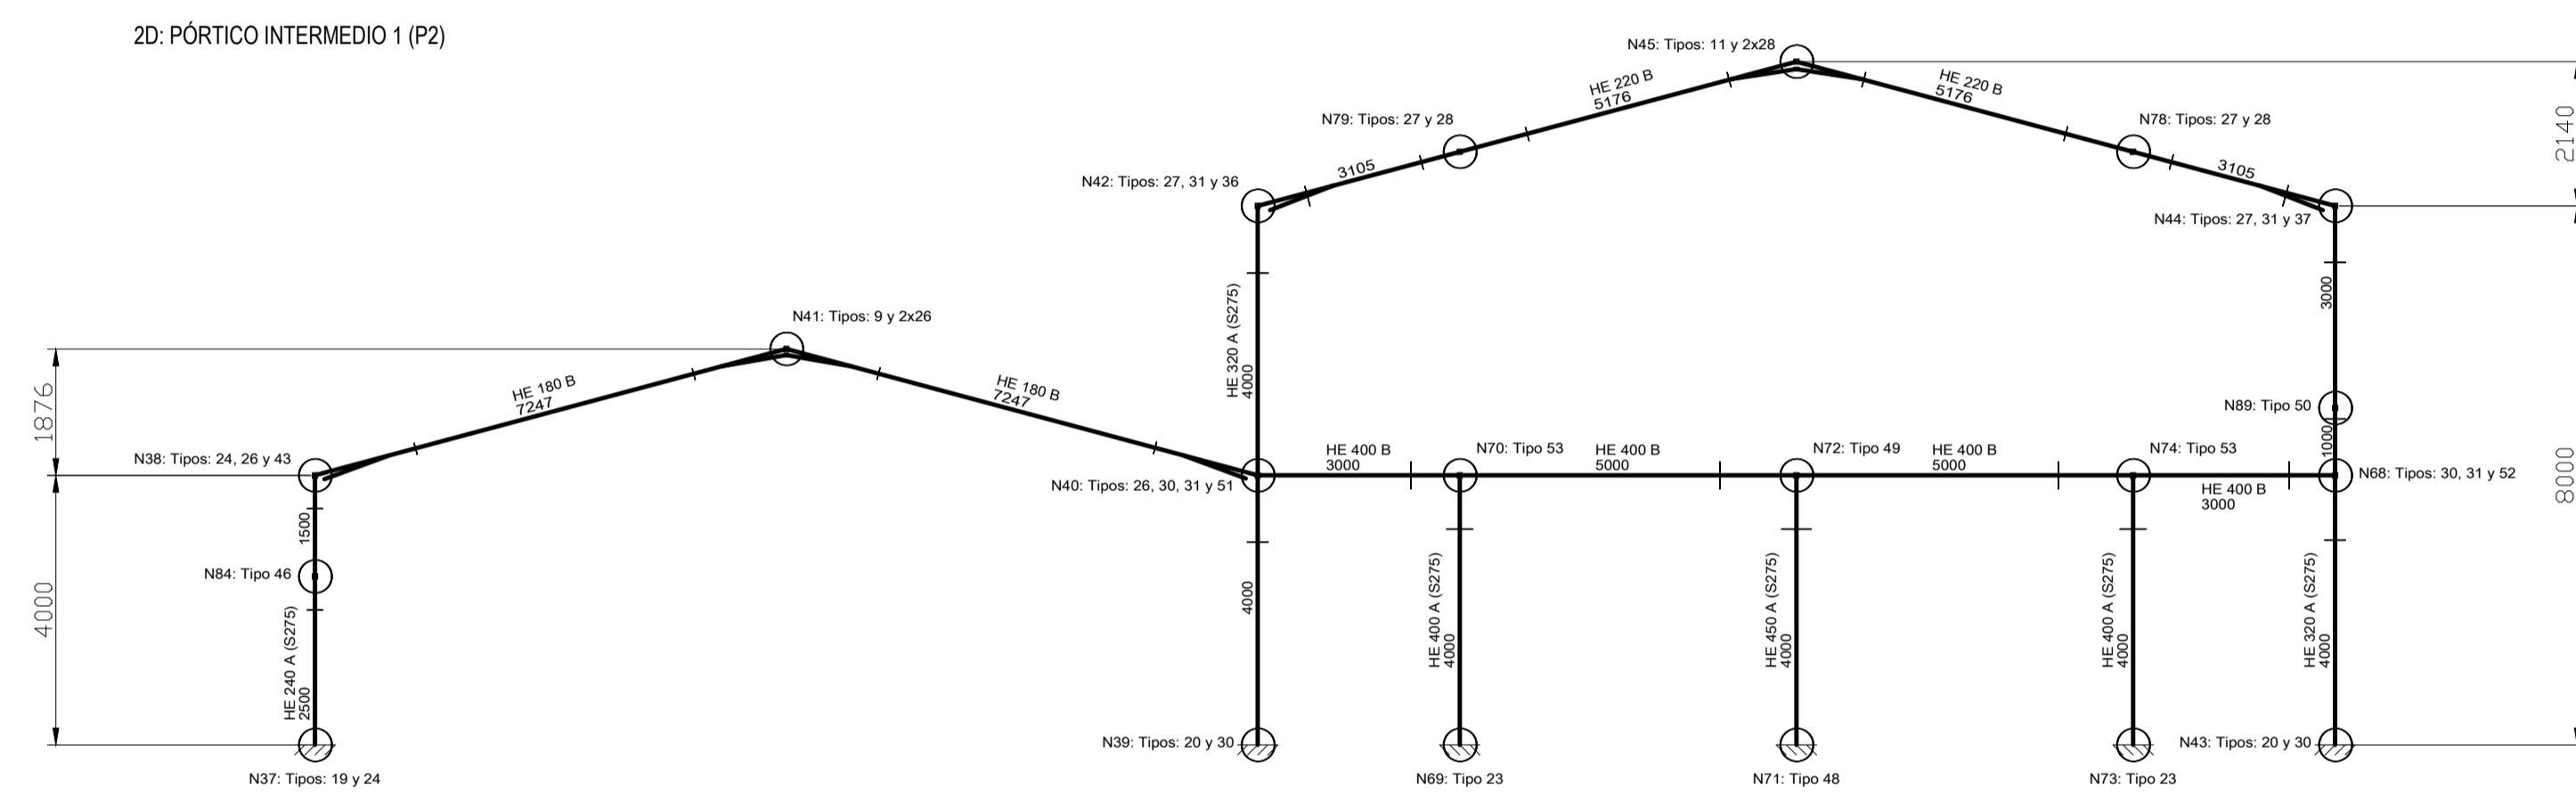 2D: PÓRTICO INTERMEDIO 1 (P2)
N45: Tipos: 11 y 2x28
HE 220 B
5176
HE 220 B
5176
N79: Tipos: 27 y 28
N78: Tipos: 27 y 28
2140
3105
3105
N42: Tipos: 27, 31 y 36
N44: Tipos: 27, 31 y 37
HE 320 A (S275)
4000
3000
N41: Tipos: 9 y 2x26
1876
HE 180 B
7247
HE 180 B
7247
N89: Tipo 50
1000
N38: Tipos: 24, 26 y 43
N40: Tipos: 26, 30, 31 y 51
HE 400 B
3000
N70: Tipo 53
HE 400 B
5000
N72: Tipo 49
HE 400 B
5000
N74: Tipo 53
HE 400 B
3000
N68: Tipos: 30, 31 y 52
8000
1500
N84: Tipo 46
4000
HE 240 A (S275)
2500
4000
HE 400 A (S275)
4000
HE 450 A (S275)
4000
HE 400 A (S275)
4000
HE 320 A (S275)
4000
N37: Tipos: 19 y 24
N39: Tipos: 20 y 30
N69: Tipo 23
N71: Tipo 48
N73: Tipo 23
N43: Tipos: 20 y 30